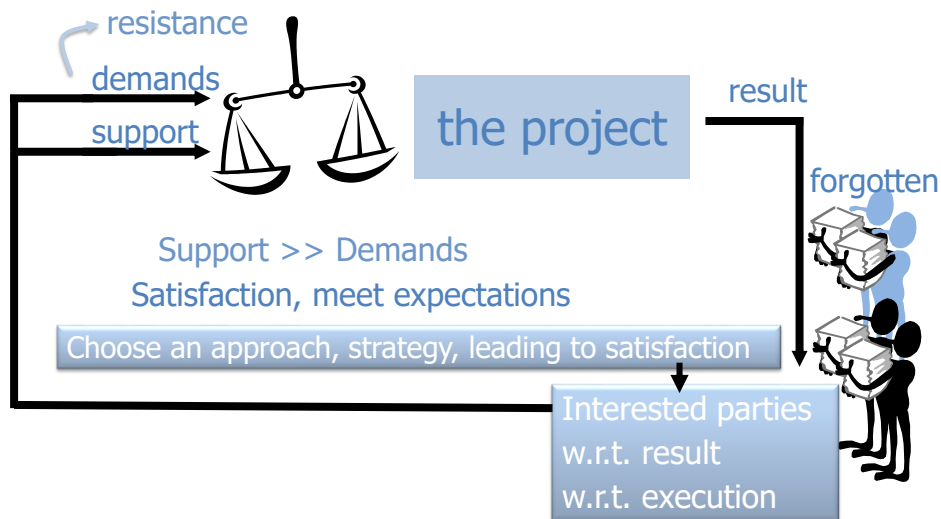 resistance
demands
support
the project
result
forgotten
Support >> Demands
Satisfaction, meet expectations
Choose an approach, strategy, leading to satisfaction
Interested parties
w.r.t. result
w.r.t. execution